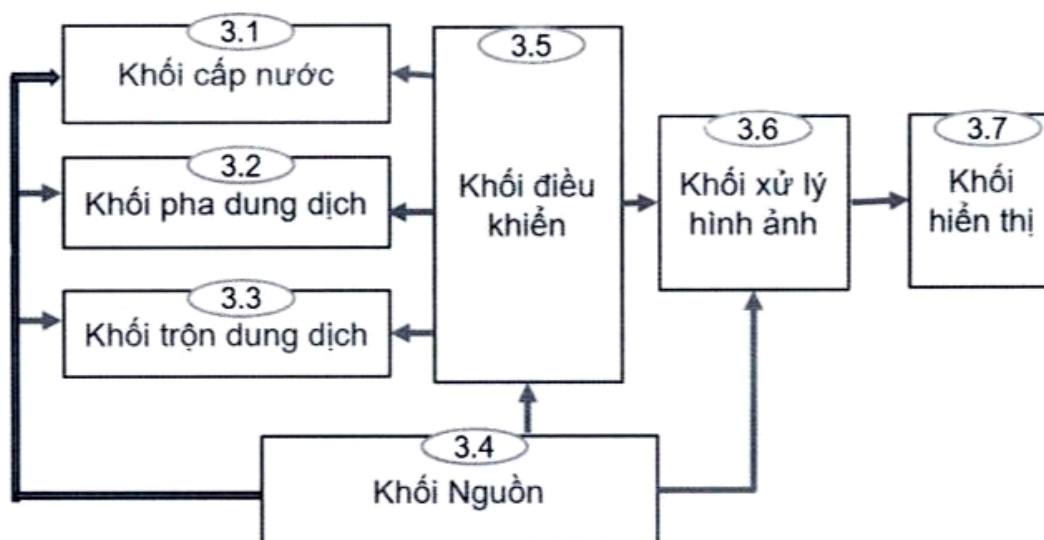 3.1
Khối cấp nước
3.2
Khối pha dung dịch
3.3
Khối trộn dung dịch
3.5
Khối điều
khiển
3.6
Khối xử lý
hình ảnh
3.7
Khối
hiển thị
3.4
Khối Nguồn